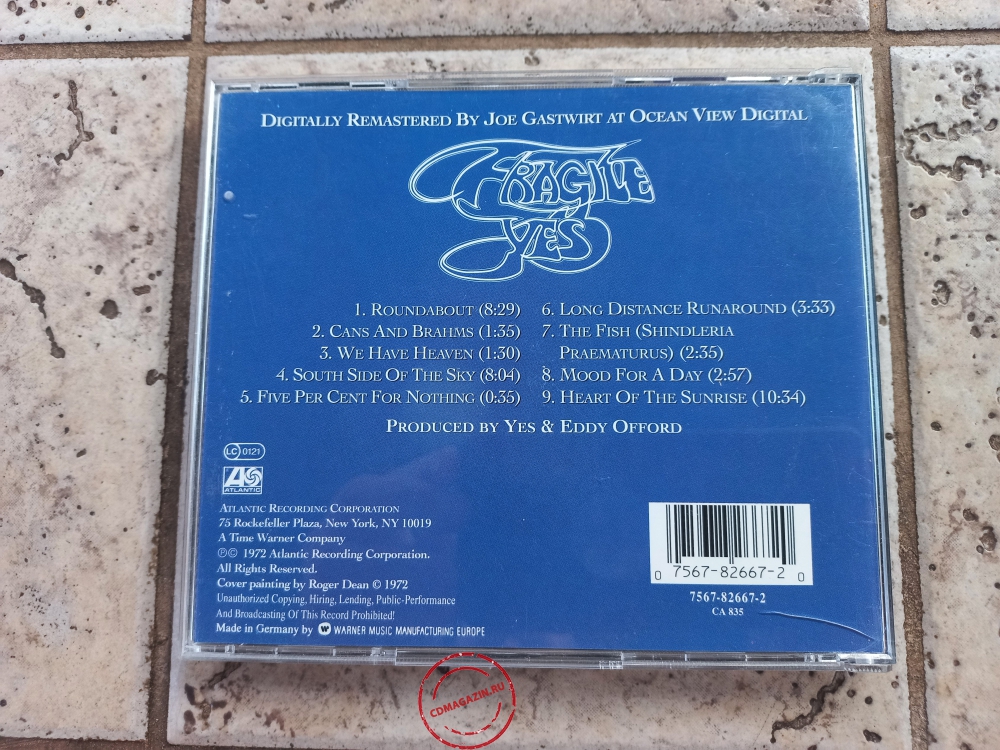 Digitally Remastered By Joe Gastwirt at Ocean View Digital
Fragile
Yes
1. Roundabout (8:29)
2. Cans And Brahms (1:35)
3. We Have Heaven (1:30)
4. South Side Of The Sky (8:04)
5. Five Per Cent For Nothing (0:35)
6. Long Distance Runaround (3:33)
7. The Fish (Shindleria
Praematurus) (2:35)
8. Mood For A Day (2:57)
9. Heart Of The Sunrise (10:34)
Produced by Yes & Eddy Offord
LC 0121
ATLANTIC
Atlantic Recording Corporation
75 Rockefeller Plaza, New York, NY 10019
A Time Warner Company
℗© 1972 Atlantic Recording Corporation.
All Rights Reserved.
Cover painting by Roger Dean © 1972
Unauthorized Copying, Hiring, Lending, Public-Performance
And Broadcasting Of This Record Prohibited!
Made in Germany by WARNER MUSIC MANUFACTURING EUROPE
0 7567-82667-2 0
7567-82667-2
CA 835
CDMAGAZIN.RU